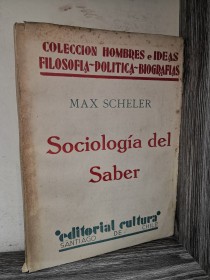 COLECCION HOMBRES e IDEAS
FILOSOFIA-POLITICA-BIOGRAFIAS
MAX SCHELER
Sociología del
Saber
"editorial cultura"
SANTIAGO DE CHILE